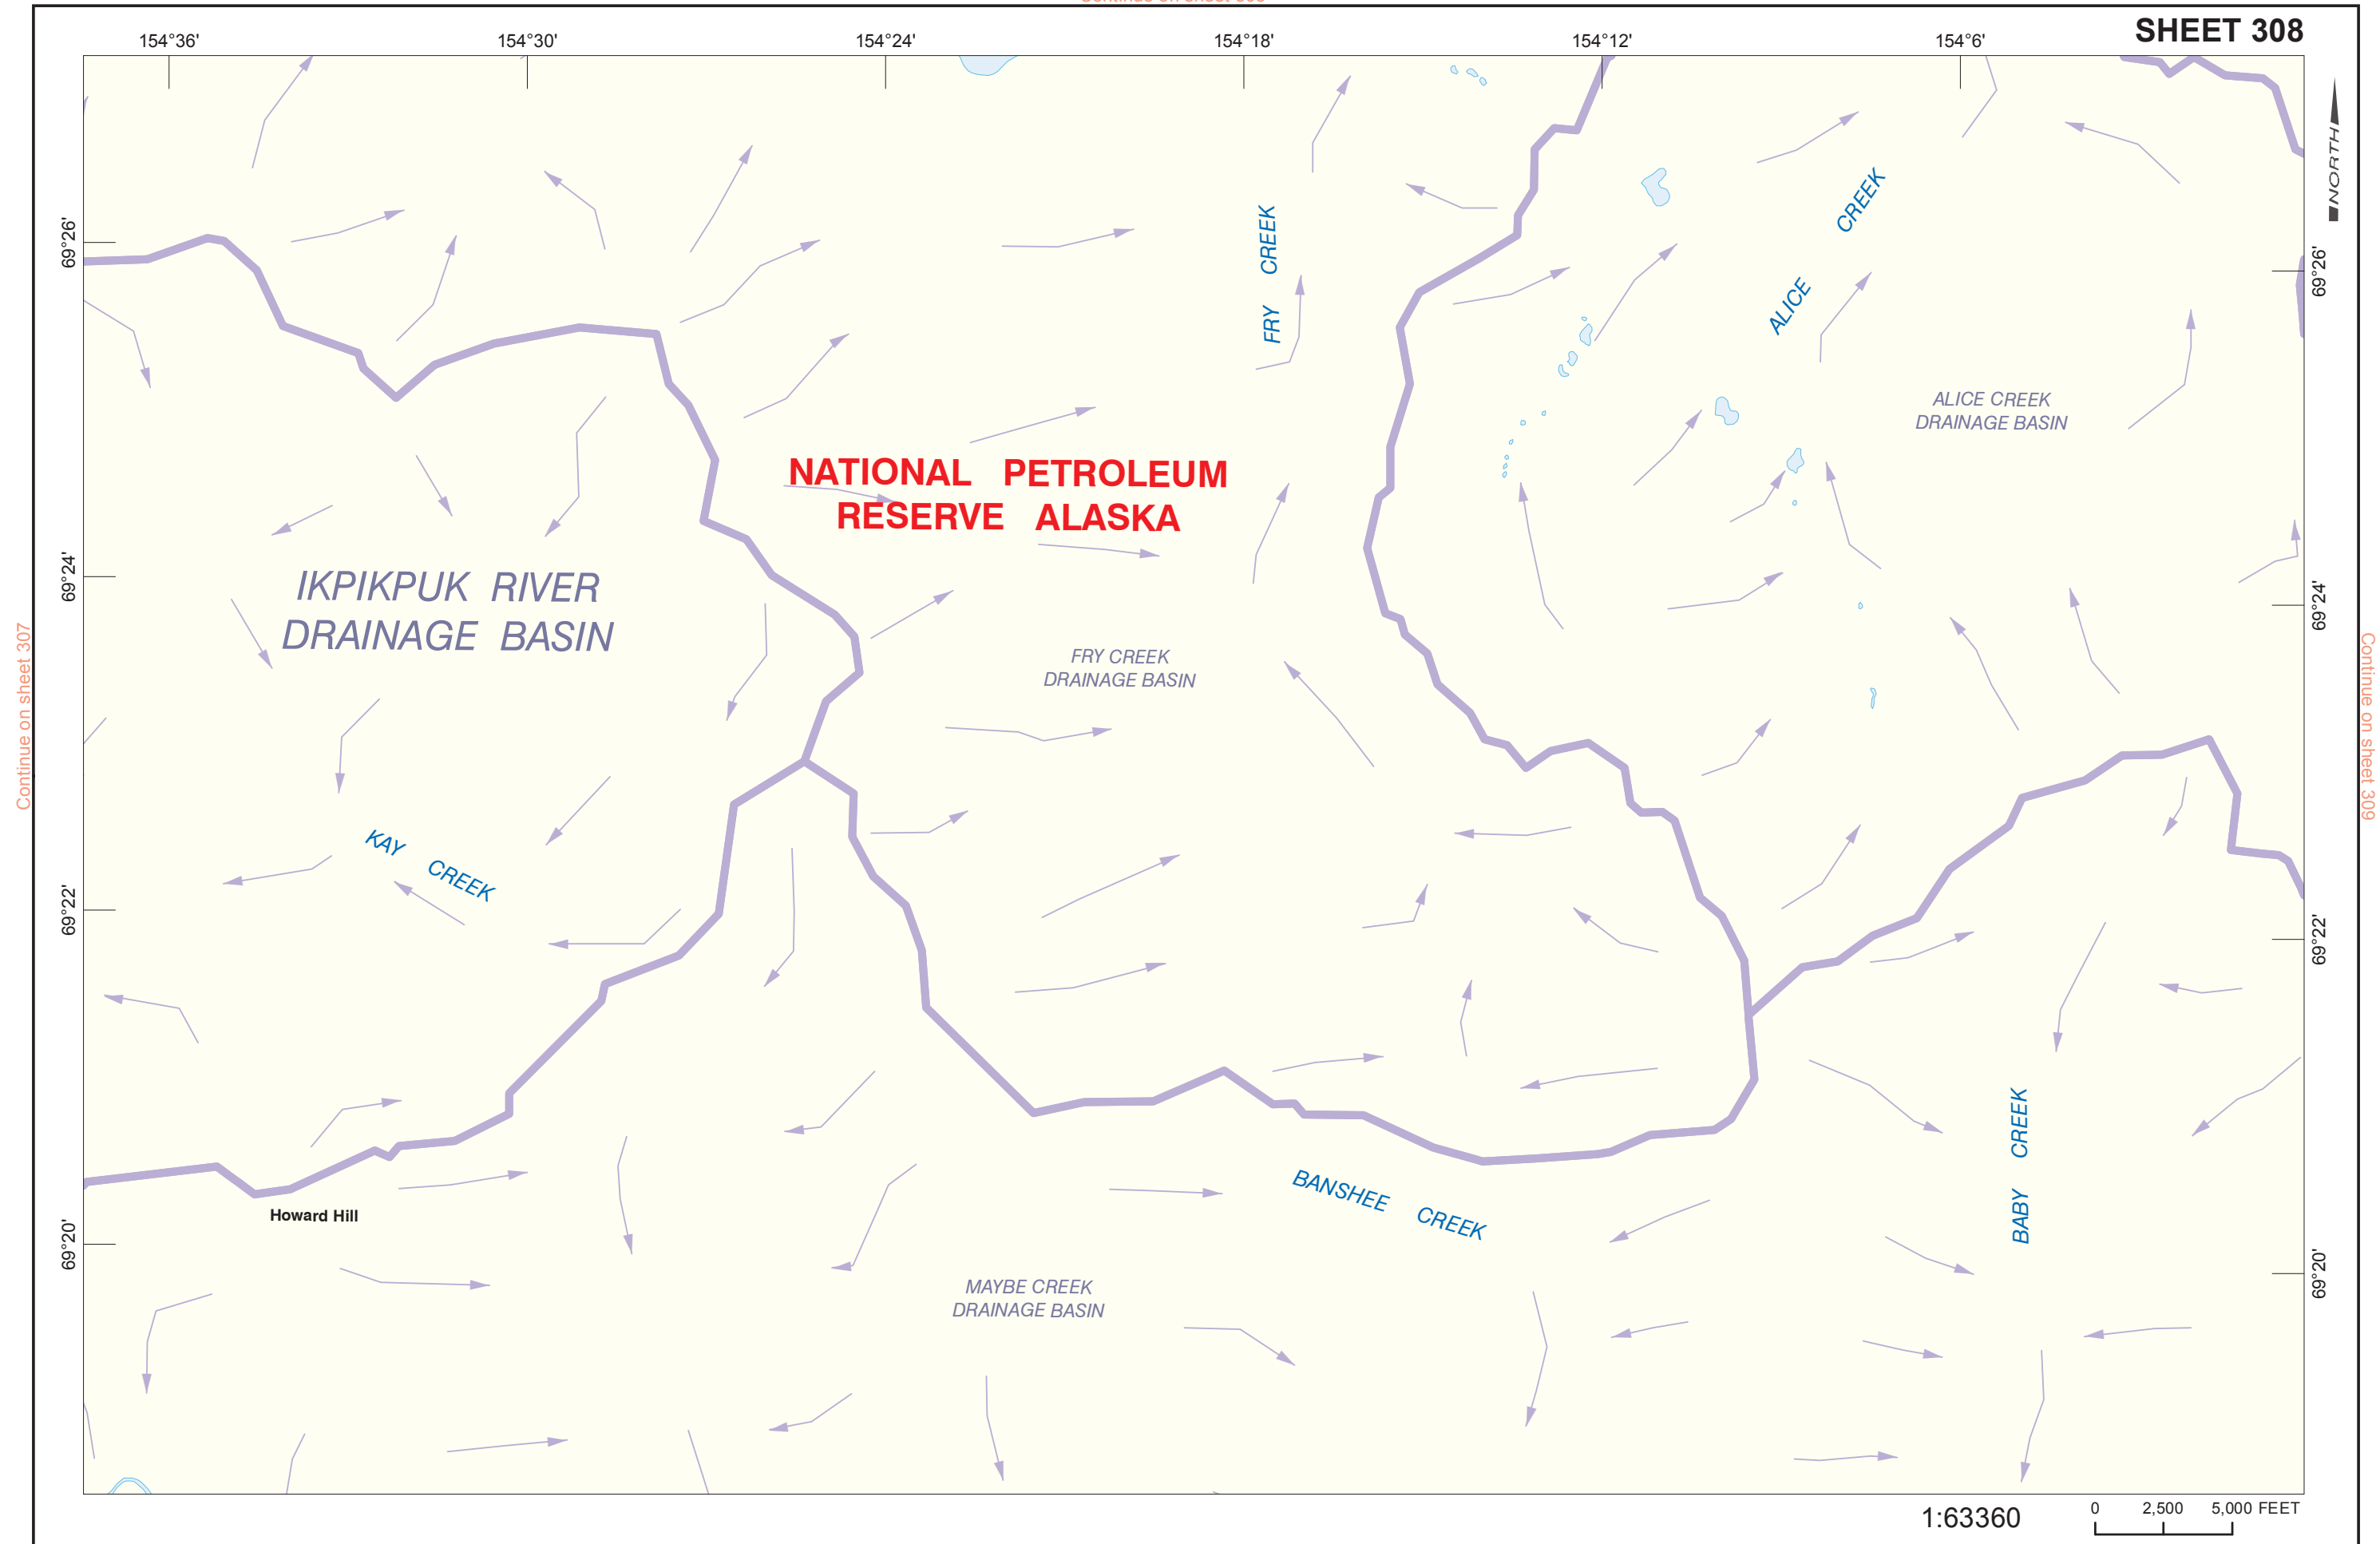 SHEET 308
154°36'
154°30'
154°24'
154°18'
154°12'
154°6'
NORTH
69°26'
69°26'
FRY CREEK
ALICE CREEK
ALICE CREEK
DRAINAGE BASIN
NATIONAL PETROLEUM
RESERVE ALASKA
69°24'
69°24'
IKPIKPUK RIVER
DRAINAGE BASIN
FRY CREEK
DRAINAGE BASIN
Continue on sheet 307
Continue on sheet 309
KAY CREEK
69°22'
69°22'
BABY CREEK
BANSHEE CREEK
Howard Hill
69°20'
69°20'
MAYBE CREEK
DRAINAGE BASIN
1:63360
0 2,500 5,000 FEET